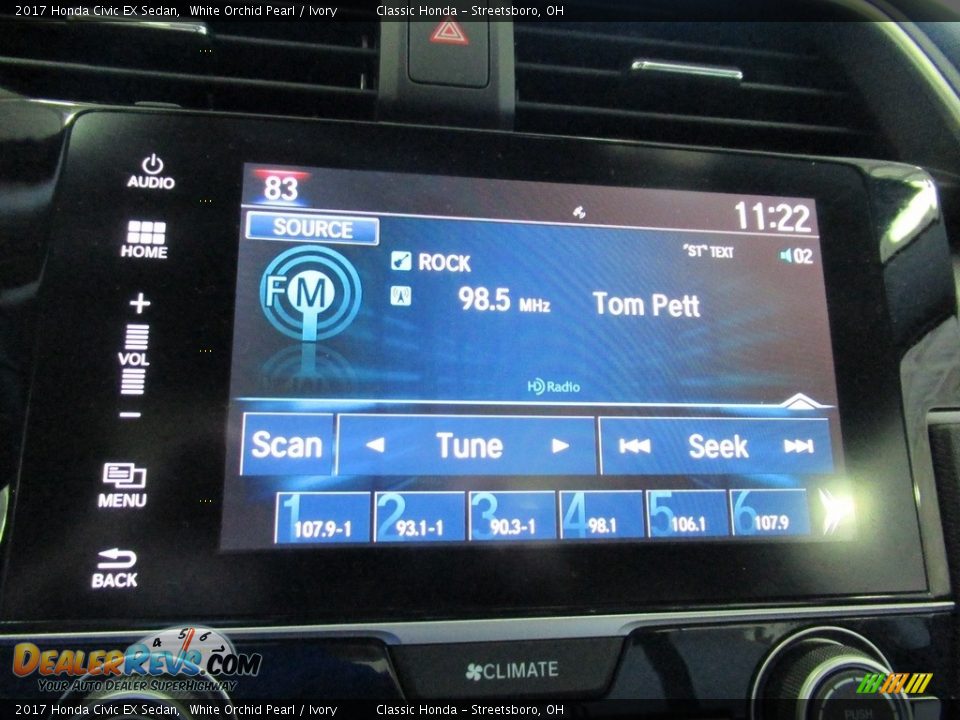 2017 Honda Civic EX Sedan, White Orchid Pearl / Ivory Classic Honda - Streetsboro, OH
AUDIO
HOME
+
VOL
-
MENU
BACK
83
11:22
SOURCE
"ST" TEXT
02
FM
ROCK
98.5 MHz Tom Pett
HD Radio
Scan
Tune
Seek
1 107.9-1
2 93.1-1
3 90.3-1
4 98.1
5 106.1
6 107.9
CLIMATE
PUSH
4 5 6
DEALERREVS.COM
YOUR AUTO DEALER SUPERHIGHWAY
2017 Honda Civic EX Sedan, White Orchid Pearl / Ivory Classic Honda - Streetsboro, OH